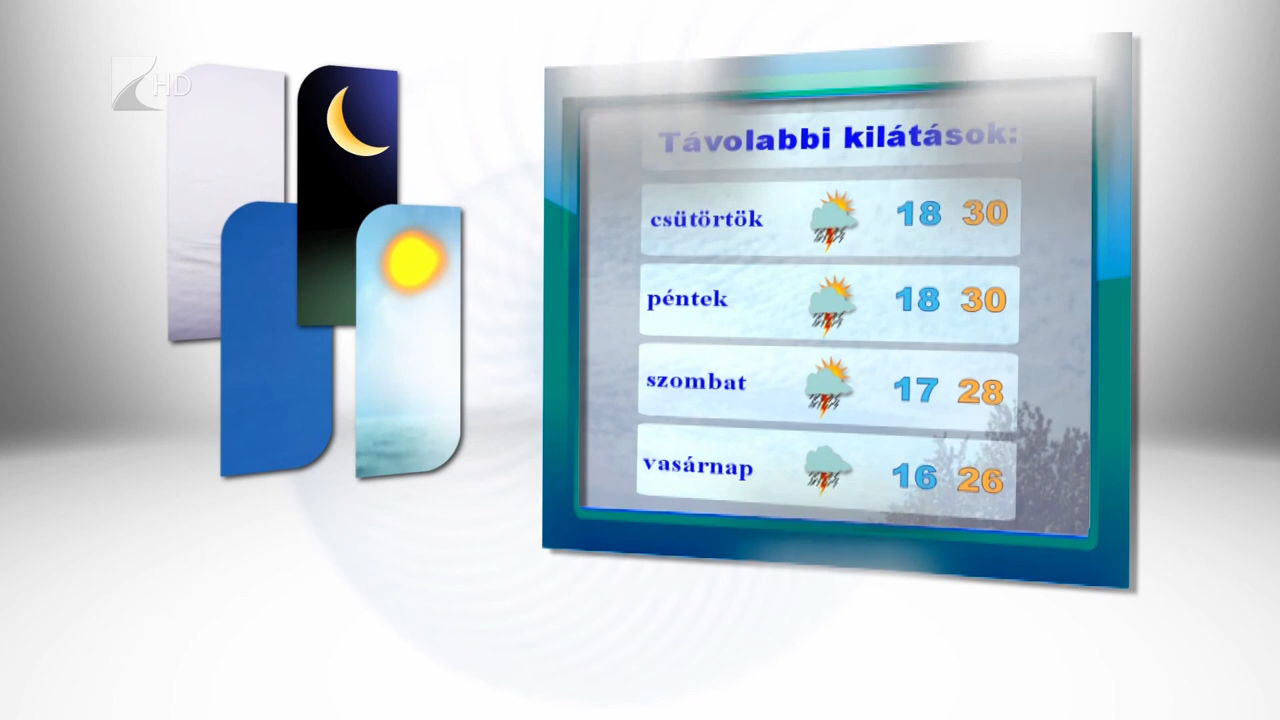 HD
Távolabbi kilátások:
csütörtök 18 30
péntek 18 30
szombat 17 28
vasárnap 16 26